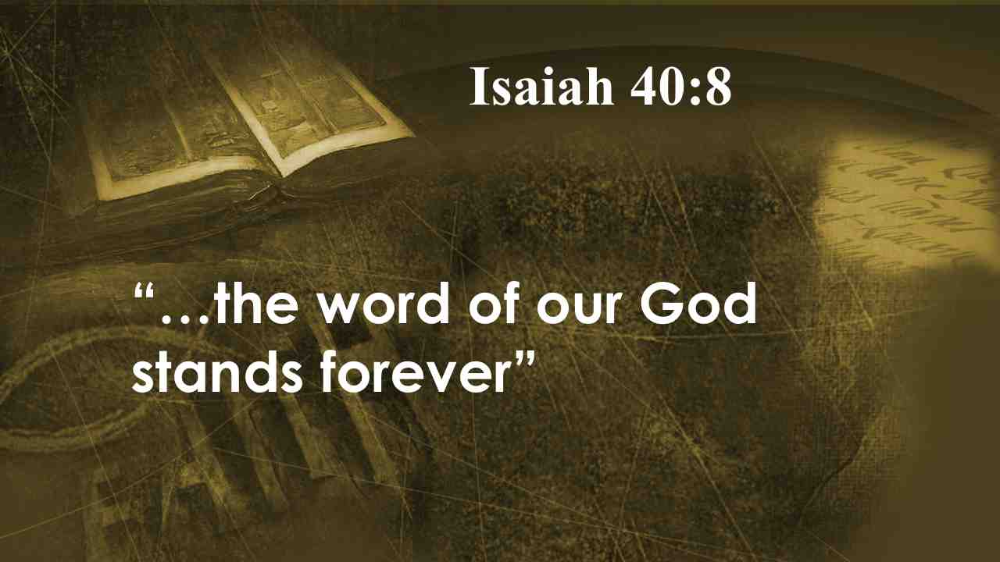 Isaiah 40:8
“…the word of our God
stands forever”